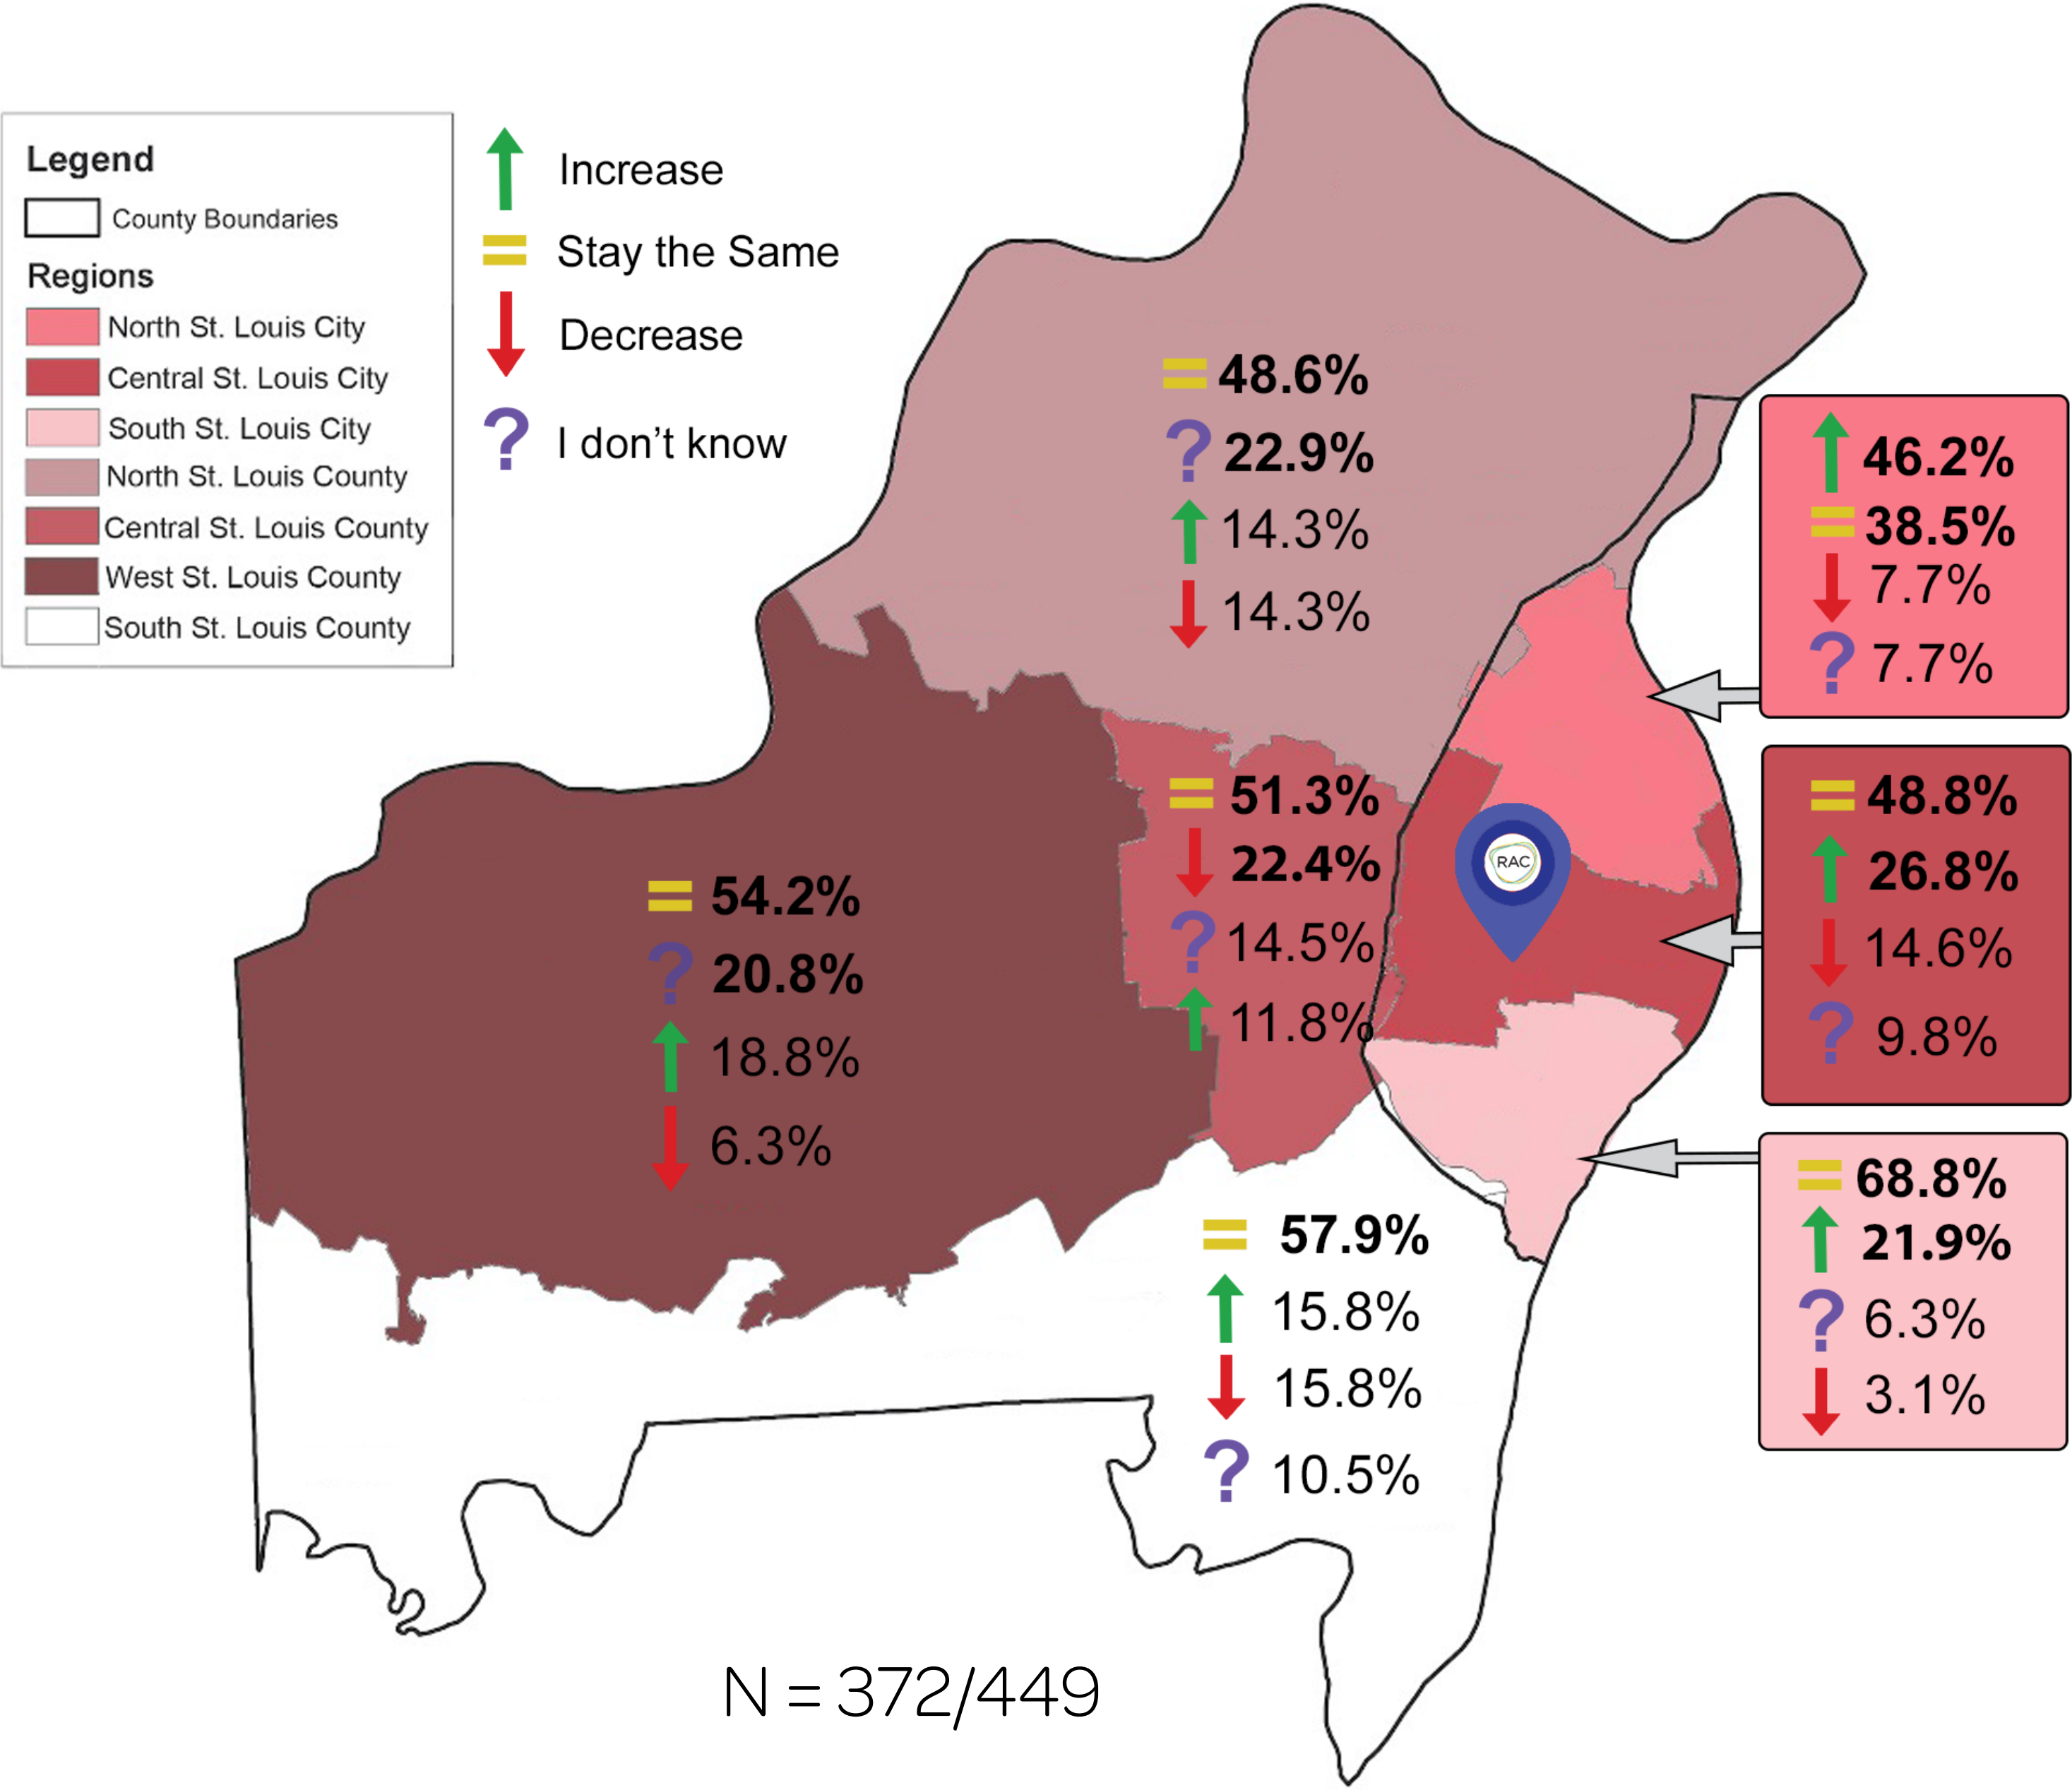 Legend
County Boundaries
Regions
North St. Louis City
Central St. Louis City
South St. Louis City
North St. Louis County
Central St. Louis County
West St. Louis County
South St. Louis County
Increase
= Stay the Same
Decrease
? I don’t know
= 48.6%
? 22.9%
14.3%
14.3%
46.2%
= 38.5%
7.7%
? 7.7%
= 51.3%
22.4%
? 14.5%
11.8%
RAC
= 48.8%
26.8%
14.6%
? 9.8%
= 54.2%
? 20.8%
18.8%
6.3%
= 68.8%
21.9%
? 6.3%
3.1%
= 57.9%
15.8%
15.8%
? 10.5%
N = 372/449